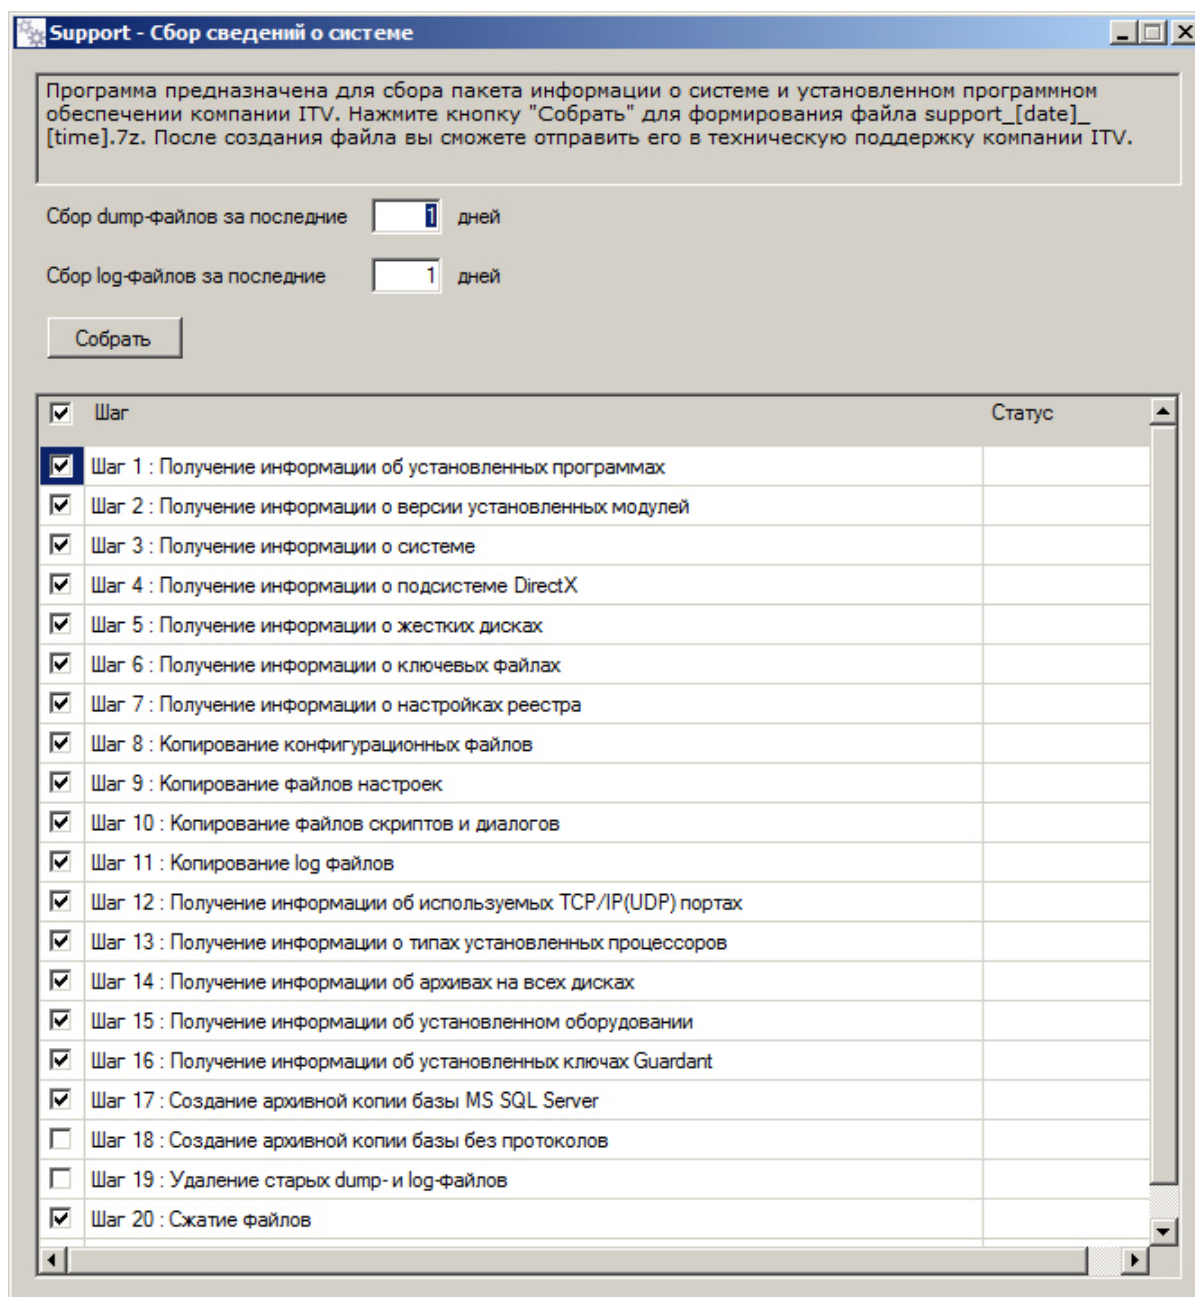 Support - Сбор сведений о системе
Программа предназначена для сбора пакета информации о системе и установленном программном
обеспечении компании ITV. Нажмите кнопку "Собрать" для формирования файла support_[date]_
[time].7z. После создания файла вы сможете отправить его в техническую поддержку компании ITV.
Сбор dump-файлов за последние 1 дней
Сбор log-файлов за последние 1 дней
Собрать
Шаг Статус
Шаг 1 : Получение информации об установленных программах
Шаг 2 : Получение информации о версии установленных модулей
Шаг 3 : Получение информации о системе
Шаг 4 : Получение информации о подсистеме DirectX
Шаг 5 : Получение информации о жестких дисках
Шаг 6 : Получение информации о ключевых файлах
Шаг 7 : Получение информации о настройках реестра
Шаг 8 : Копирование конфигурационных файлов
Шаг 9 : Копирование файлов настроек
Шаг 10 : Копирование файлов скриптов и диалогов
Шаг 11 : Копирование log файлов
Шаг 12 : Получение информации об используемых TCP/IP(UDP) портах
Шаг 13 : Получение информации о типах установленных процессоров
Шаг 14 : Получение информации об архивах на всех дисках
Шаг 15 : Получение информации об установленном оборудовании
Шаг 16 : Получение информации об установленных ключах Guardant
Шаг 17 : Создание архивной копии базы MS SQL Server
Шаг 18 : Создание архивной копии базы без протоколов
Шаг 19 : Удаление старых dump- и log-файлов
Шаг 20 : Сжатие файлов